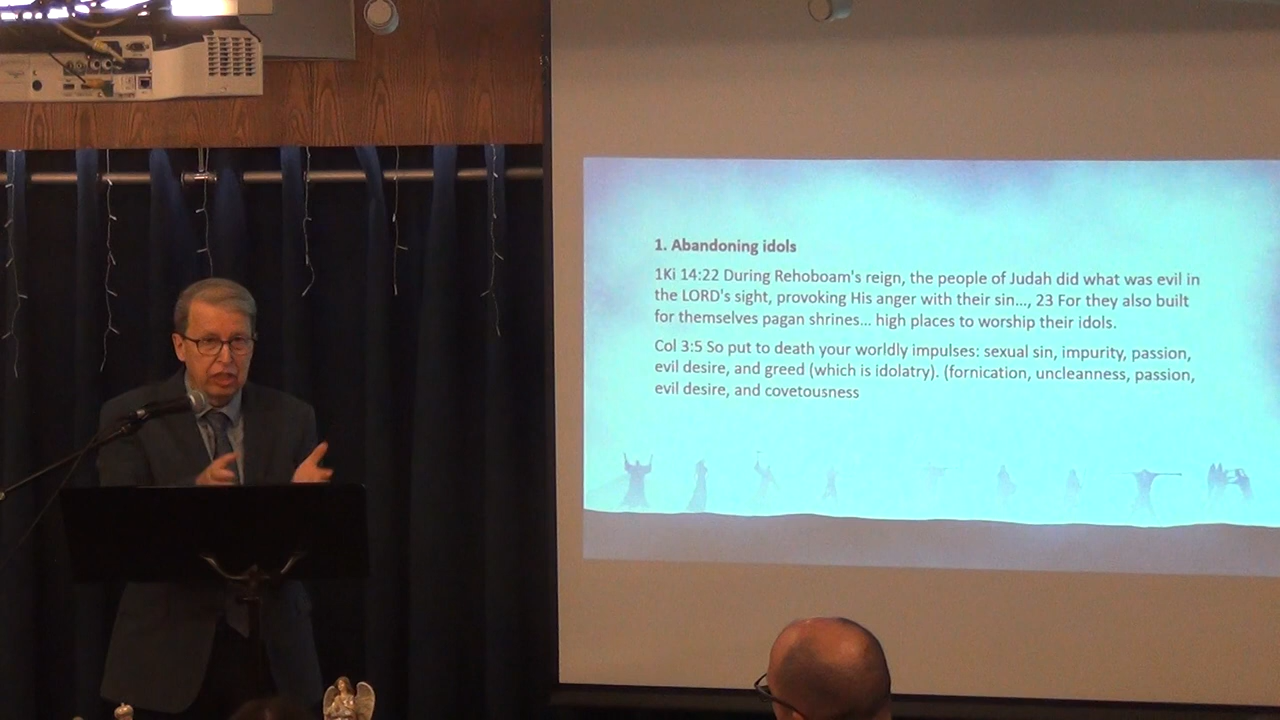 1. Abandoning idols
1Ki 14:22 During Rehoboam's reign, the people of Judah did what was evil in
the LORD's sight, provoking His anger with their sin..., 23 For they also built
for themselves pagan shrines... high places to worship their idols.
Col 3:5 So put to death your worldly impulses: sexual sin, impurity, passion,
evil desire, and greed (which is idolatry). (fornication, uncleanness, passion,
evil desire, and covetousness